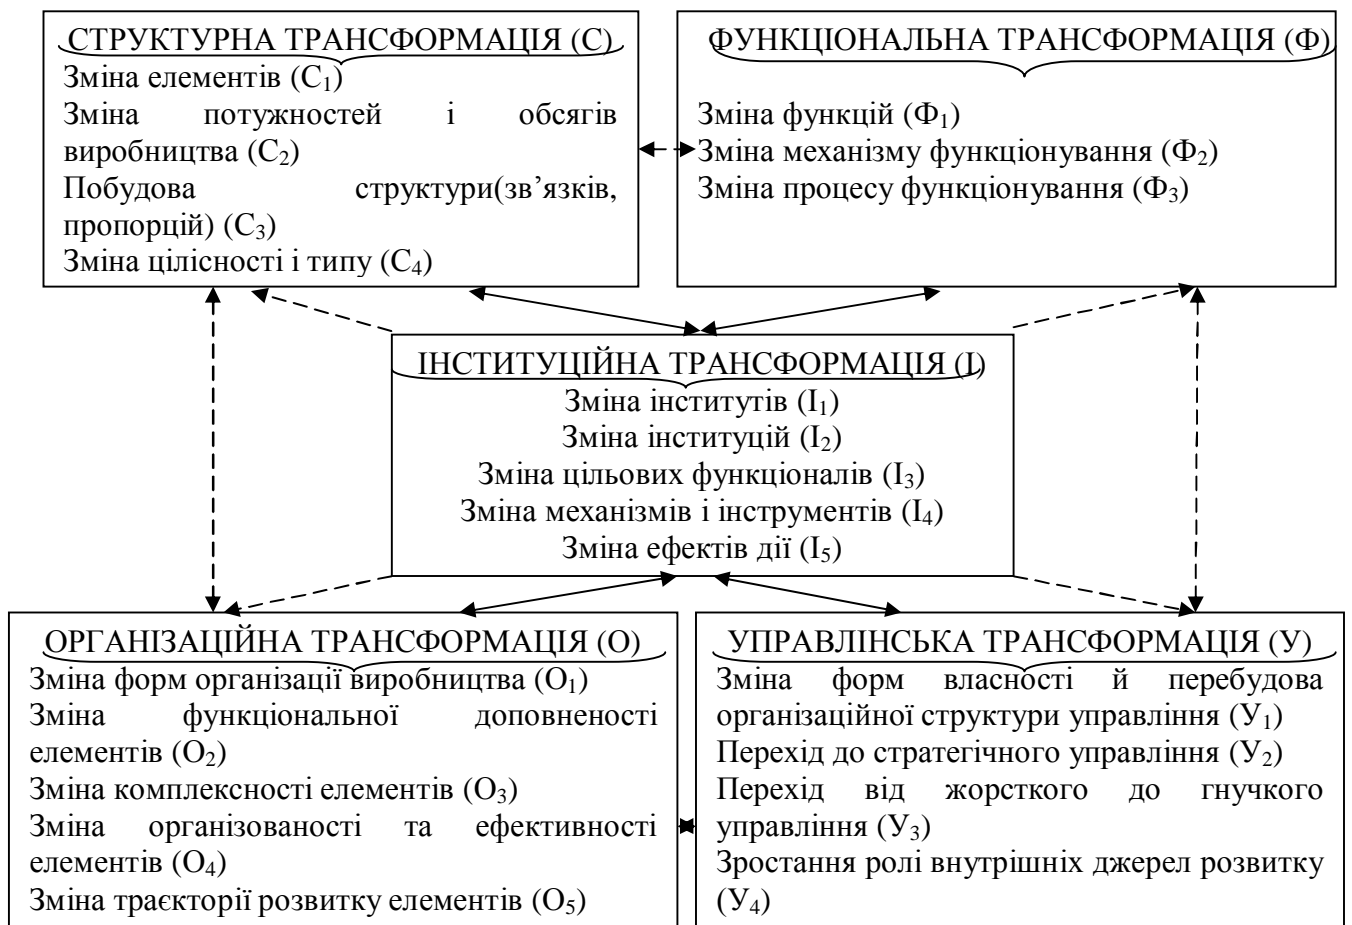 СТРУКТУРНА ТРАНСФОРМАЦІЯ (С)
Зміна елементів (С₁)
Зміна потужностей і обсягів
виробництва (С₂)
Побудова структури(зв’язків,
пропорцій) (С₃)
Зміна цілісності і типу (С₄)
ФУНКЦІОНАЛЬНА ТРАНСФОРМАЦІЯ (Ф)
Зміна функцій (Ф₁)
Зміна механізму функціонування (Ф₂)
Зміна процесу функціонування (Ф₃)
ІНСТИТУЦІЙНА ТРАНСФОРМАЦІЯ (І)
Зміна інститутів (І₁)
Зміна інституцій (І₂)
Зміна цільових функціоналів (І₃)
Зміна механізмів і інструментів (І₄)
Зміна ефектів дії (І₅)
ОРГАНІЗАЦІЙНА ТРАНСФОРМАЦІЯ (О)
Зміна форм організації виробництва (О₁)
Зміна функціональної доповненості
елементів (О₂)
Зміна комплексності елементів (О₃)
Зміна організованості та ефективності
елементів (О₄)
Зміна траєкторії розвитку елементів (О₅)
УПРАВЛІНСЬКА ТРАНСФОРМАЦІЯ (У)
Зміна форм власності й перебудова
організаційної структури управління (У₁)
Перехід до стратегічного управління (У₂)
Перехід від жорсткого до гнучкого
управління (У₃)
Зростання ролі внутрішніх джерел розвитку
(У₄)